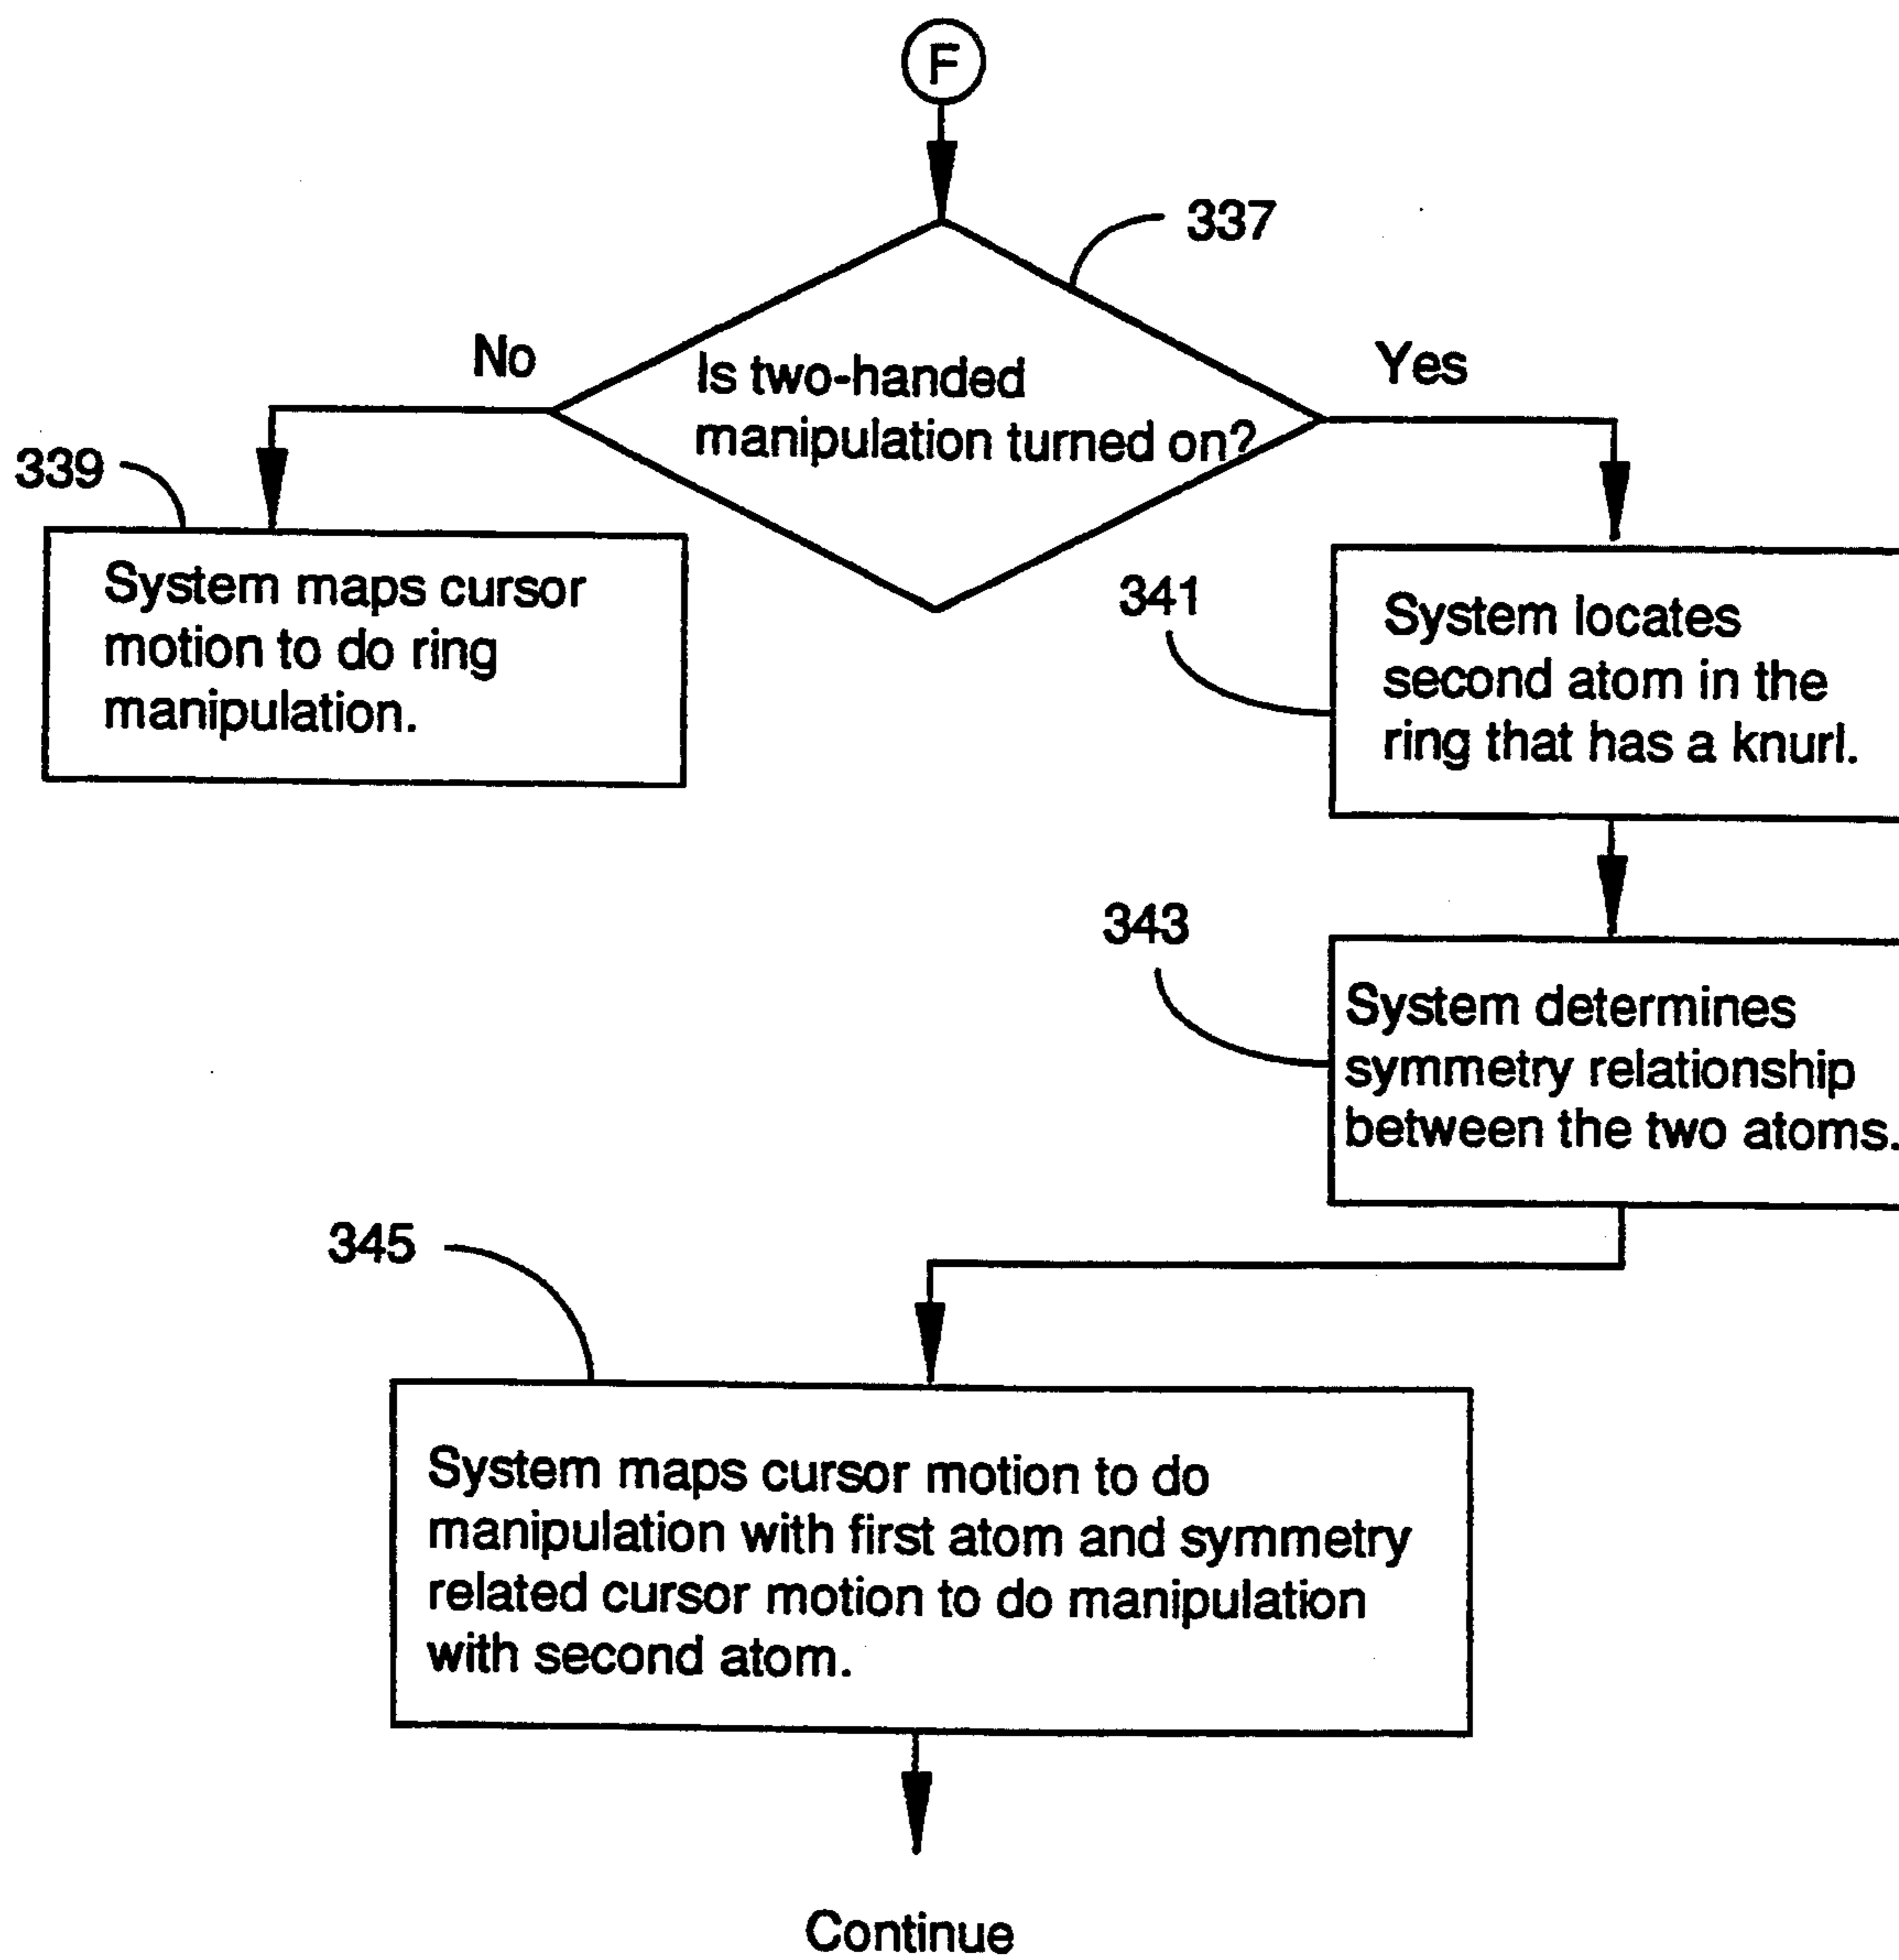 F
337
No
Is two-handed
manipulation turned on?
Yes
339
System maps cursor
motion to do ring
manipulation.
341
System locates
second atom in the
ring that has a knurl.
343
System determines
symmetry relationship
between the two atoms.
345
System maps cursor motion to do
manipulation with first atom and symmetry
related cursor motion to do manipulation
with second atom.
Continue